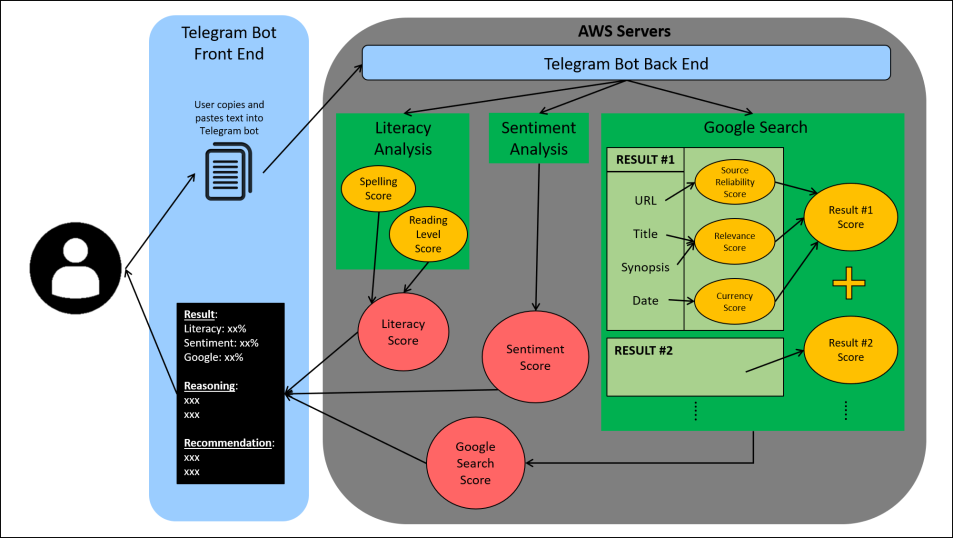 Telegram Bot
Front End
User copies and
pastes text into
Telegram bot
Result:
Literacy: xx%
Sentiment: xx%
Google: xx%
Reasoning:
xxx
xxx
Recommendation:
xxx
xxx
AWS Servers
Telegram Bot Back End
Literacy
Analysis
Spelling
Score
Reading
Level
Score
Literacy
Score
Sentiment
Analysis
Sentiment
Score
Google Search
RESULT #1
URL
Title
Synopsis
Date
Source
Reliability
Score
Relevance
Score
Currency
Score
Result #1
Score
RESULT #2
Result #2
Score
Google
Search
Score